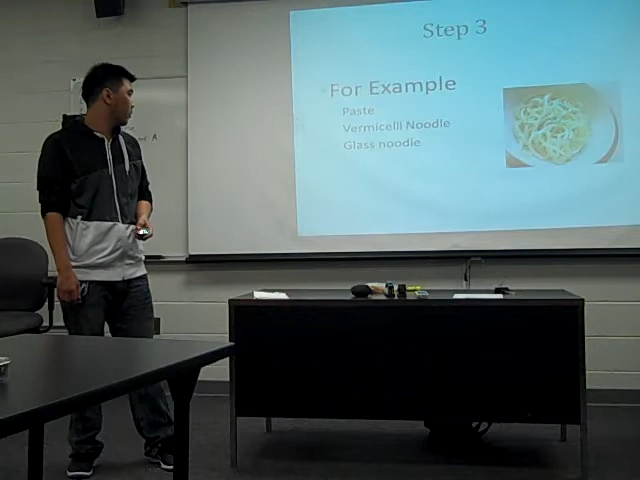 Step 3
For Example
Paste
Vermicelli Noodle
Glass noodle
A